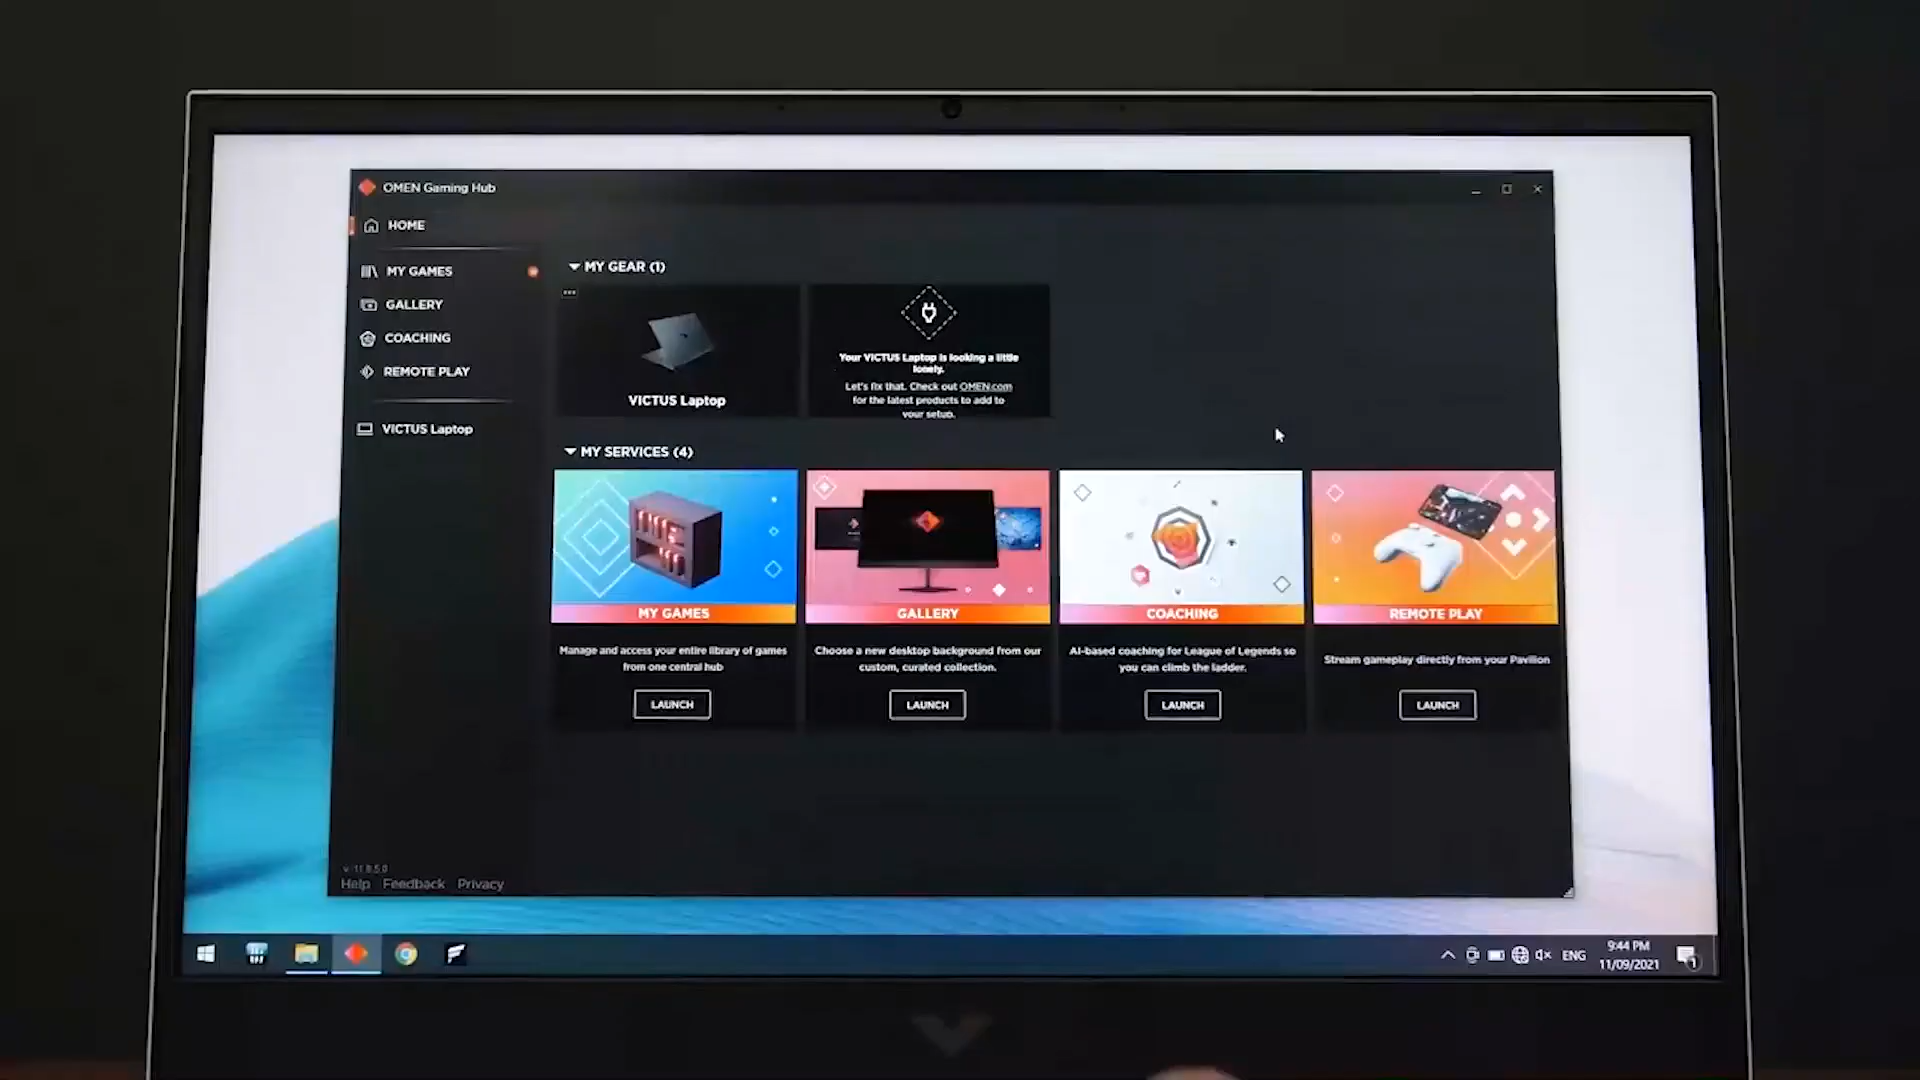 OMEN Gaming Hub
HOME
MY GAMES
GALLERY
COACHING
REMOTE PLAY
VICTUS Laptop
MY GEAR (1)
VICTUS Laptop
Your VICTUS Laptop is looking a little
lonely.
Let's fix that. Check out OMEN.com
for the latest products to add to
your setup.
MY SERVICES (4)
MY GAMES
Manage and access your entire library of games
from one central hub
LAUNCH
GALLERY
Choose a new desktop background from our
custom, curated collection.
LAUNCH
COACHING
AI-based coaching for League of Legends so
you can climb the ladder.
LAUNCH
REMOTE PLAY
Stream gameplay directly from your Pavilion
LAUNCH
Help Feedback Privacy
ENG
9:44 PM
11/09/2021
1